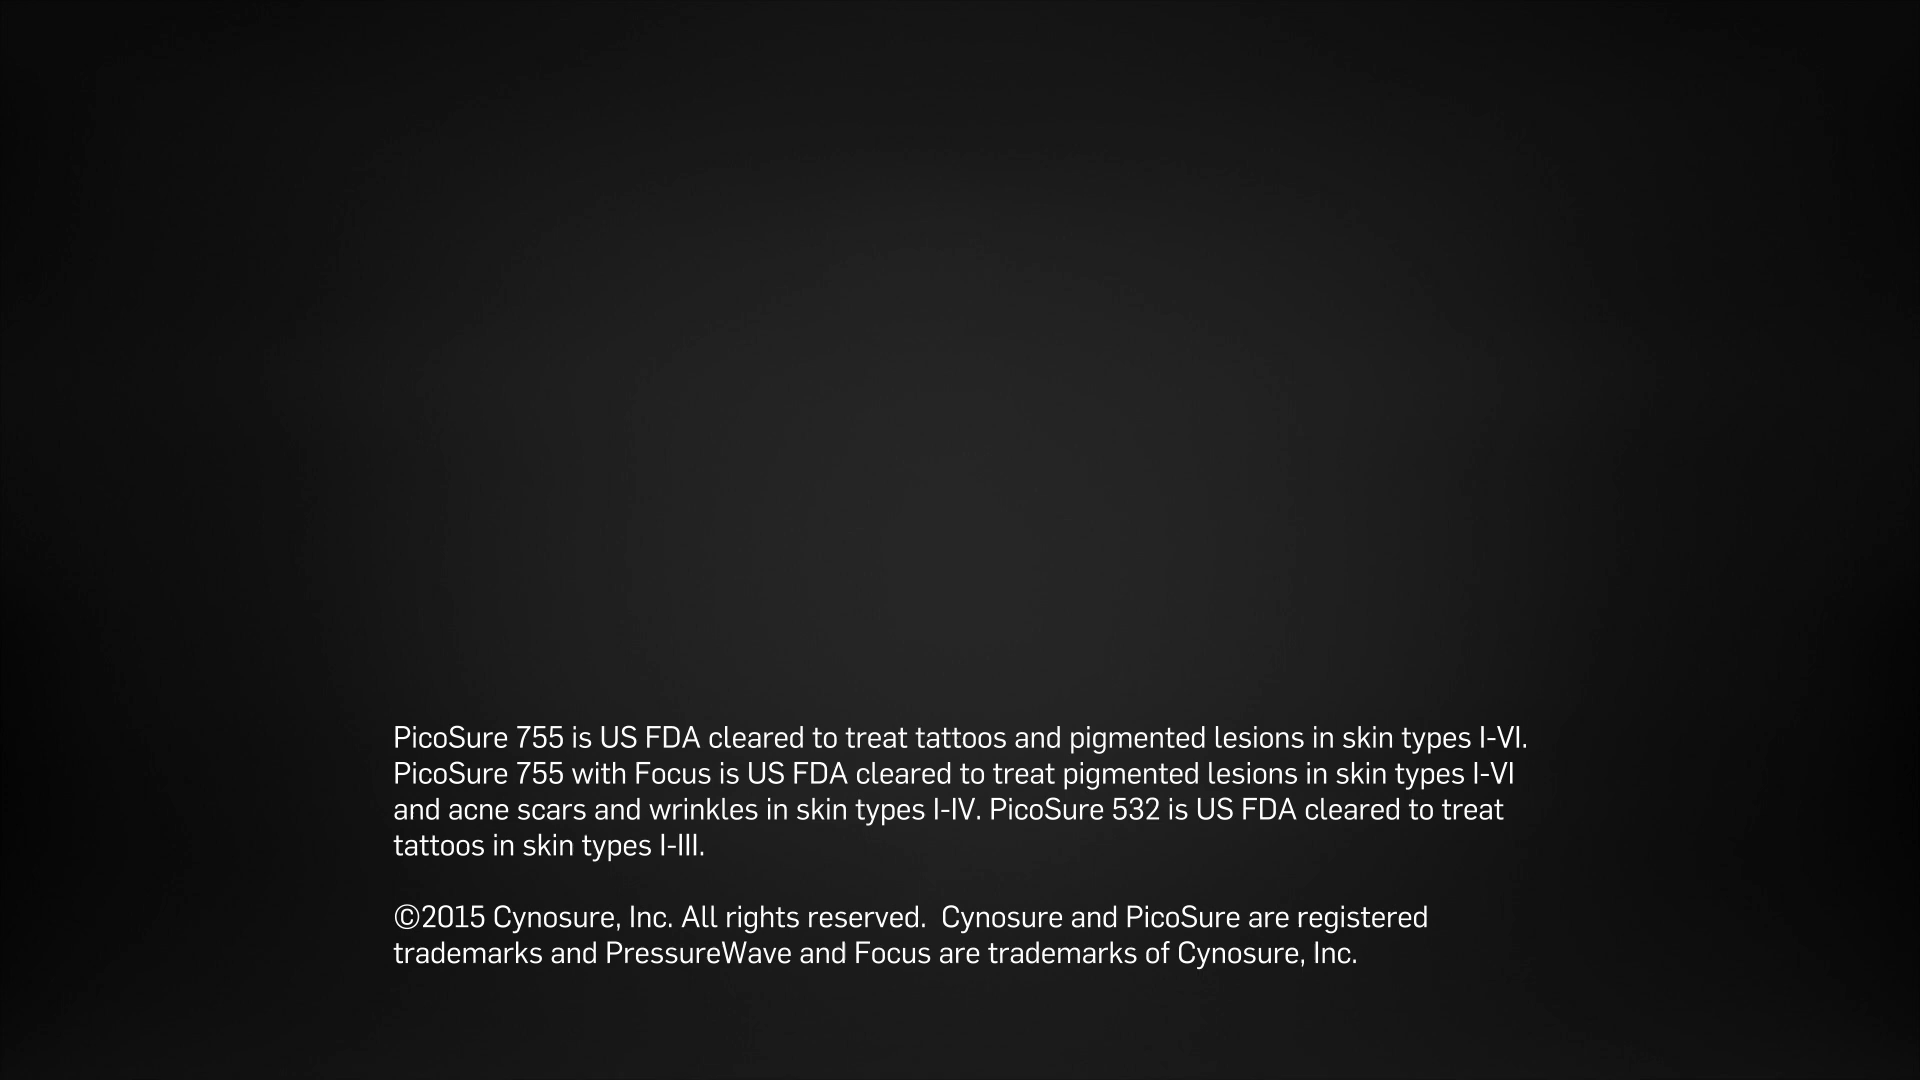 PicoSure 755 is US FDA cleared to treat tattoos and pigmented lesions in skin types I-VI.
PicoSure 755 with Focus is US FDA cleared to treat pigmented lesions in skin types I-VI
and acne scars and wrinkles in skin types I-IV. PicoSure 532 is US FDA cleared to treat
tattoos in skin types I-III.
©2015 Cynosure, Inc. All rights reserved.  Cynosure and PicoSure are registered
trademarks and PressureWave and Focus are trademarks of Cynosure, Inc.